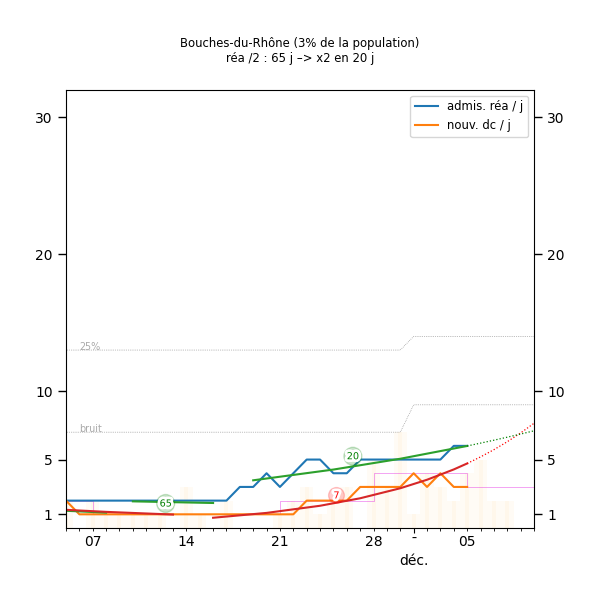 Bouches-du-Rhône (3% de la population)
réa /2 : 65 j –> x2 en 20 j
admis. réa / j
nouv. dc / j
30 30
20 20
25%
10 10
bruit
20
5 5
7
65
1 1
07 14 21 28 - 05
déc.